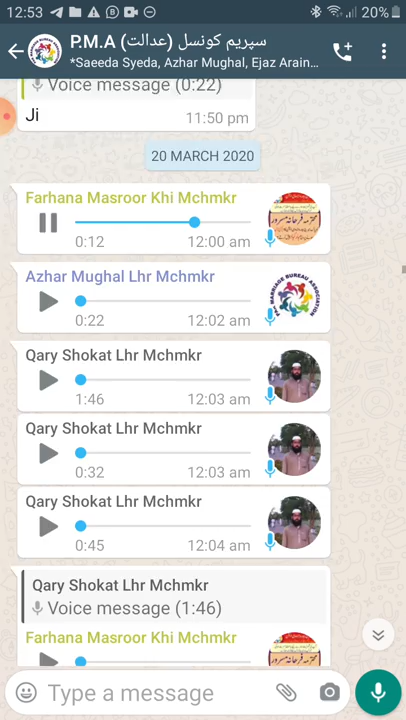 12:53
20%
P.M.A سپریم کونسل (عدالت)
*Saeeda Syeda, Azhar Mughal, Ejaz Arain...
Voice message (0:22)
Ji
11:50 pm
20 MARCH 2020
Farhana Masroor Khi Mchmkr
0:12 12:00 am
Azhar Mughal Lhr Mchmkr
0:22 12:02 am
Qary Shokat Lhr Mchmkr
1:46 12:03 am
Qary Shokat Lhr Mchmkr
0:32 12:03 am
Qary Shokat Lhr Mchmkr
0:45 12:04 am
Qary Shokat Lhr Mchmkr
Voice message (1:46)
Farhana Masroor Khi Mchmkr
Type a message